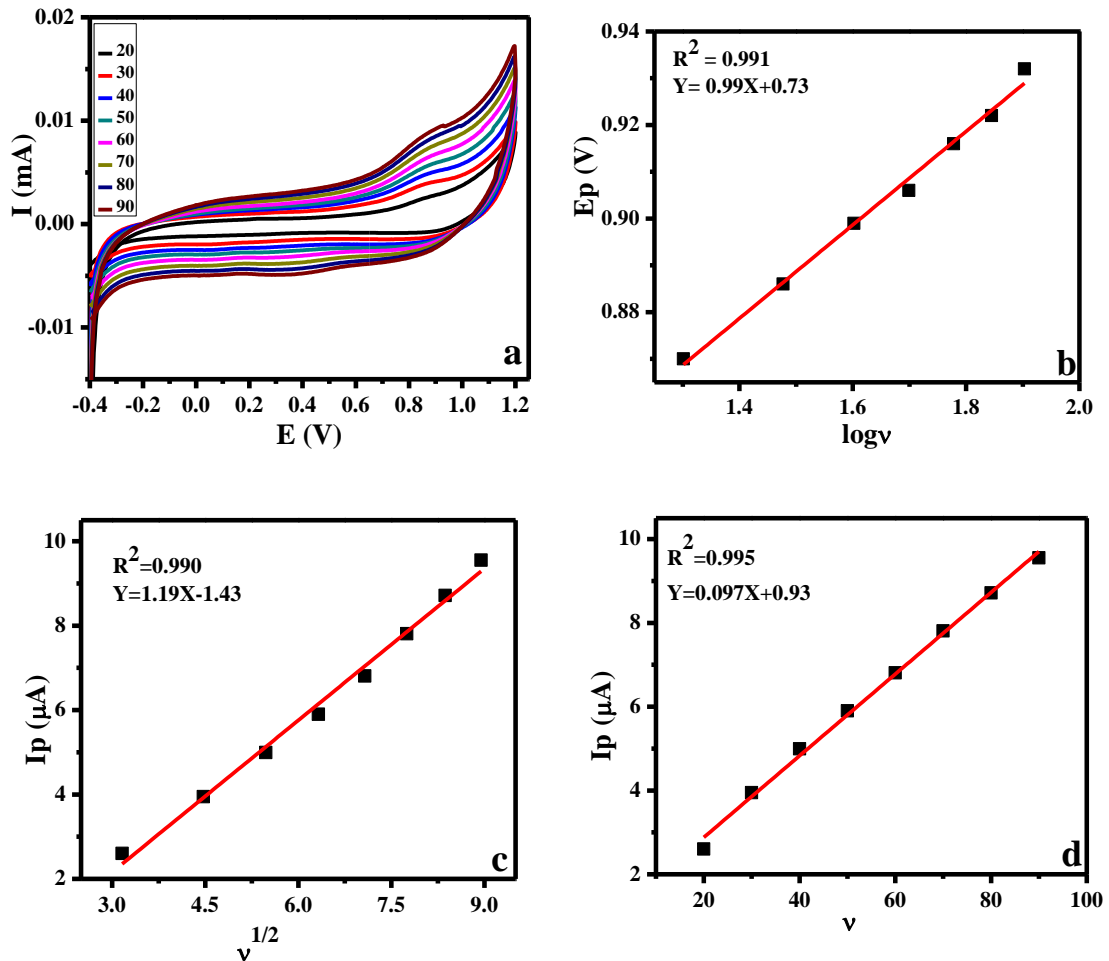 0.02
0.01
0.00
-0.01
I (mA)
20
30
40
50
60
70
80
90
a
-0.4 -0.2 0.0 0.2 0.4 0.6 0.8 1.0 1.2
E (V)
0.94
0.92
0.90
0.88
Ep (V)
R² = 0.991
Y= 0.99X+0.73
b
1.4 1.6 1.8 2.0
logν
10
8
6
4
2
Ip (μA)
R²=0.990
Y=1.19X-1.43
c
3.0 4.5 6.0 7.5 9.0
ν^1/2
10
8
6
4
2
Ip (μA)
R²=0.995
Y=0.097X+0.93
d
20 40 60 80 100
ν